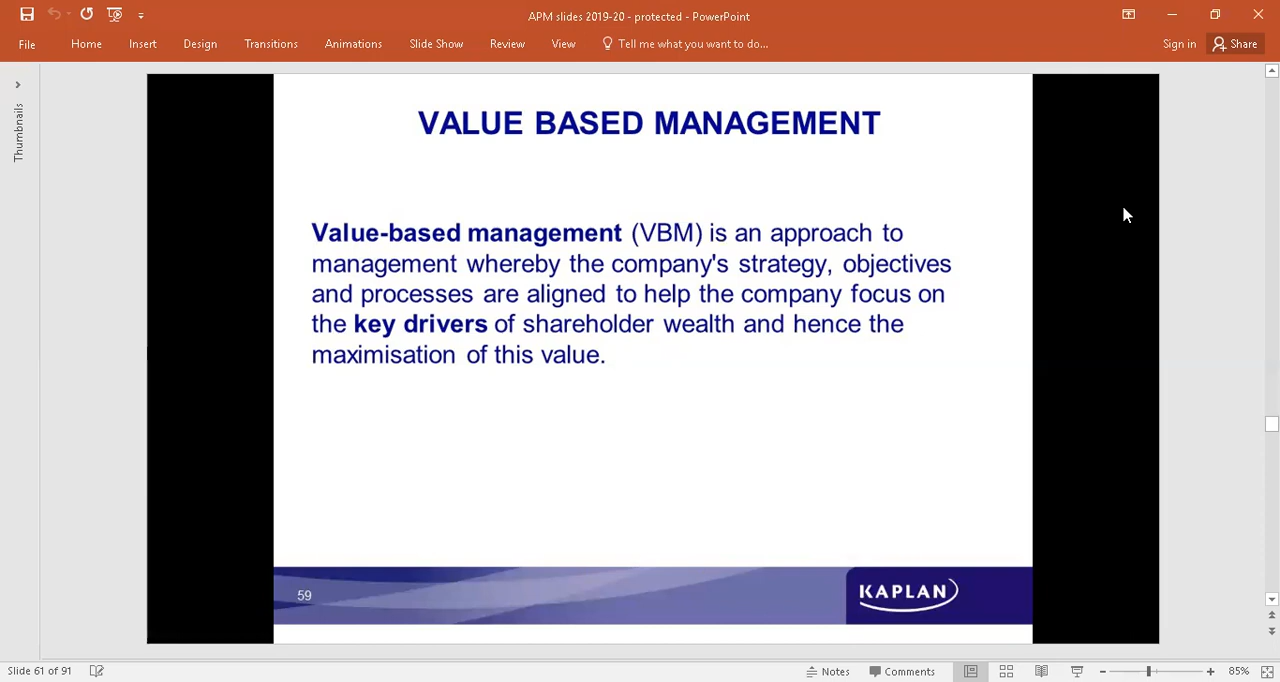 APM slides 2019-20 - protected - PowerPoint
File Home Insert Design Transitions Animations Slide Show Review View Tell me what you want to do... Sign in Share
Thumbnails
VALUE BASED MANAGEMENT
Value-based management (VBM) is an approach to
management whereby the company's strategy, objectives
and processes are aligned to help the company focus on
the key drivers of shareholder wealth and hence the
maximisation of this value.
59
KAPLAN
Slide 61 of 91 Notes Comments 85%